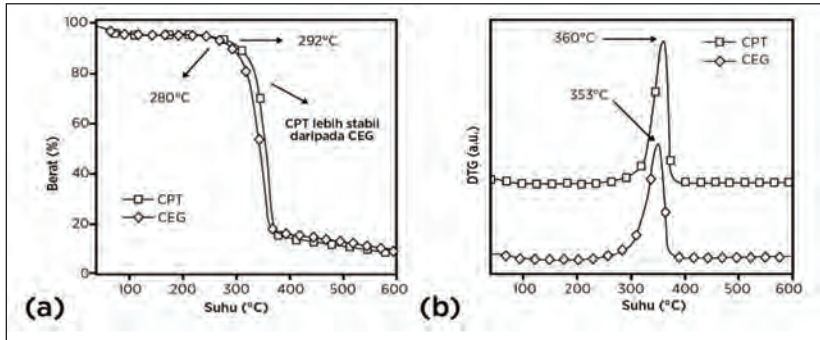 100
80
60
40
20
0
Berat (%)
292°C
280°C
CPT lebih stabil
daripada CEG
CPT
CEG
100 200 300 400 500 600
Suhu (°C)
(a)
360°C
353°C
CPT
CEG
DTG (a.u.)
100 200 300 400 500 600
Suhu (°C)
(b)